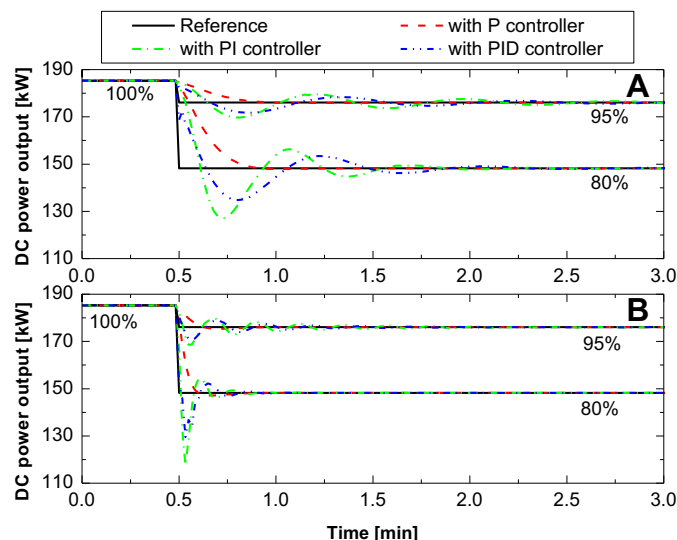 Reference
with P controller
with PI controller
with PID controller
DC power output [kW]
190
170
150
130
110
A
100%
95%
80%
0.0 0.5 1.0 1.5 2.0 2.5 3.0
DC power output [kW]
190
170
150
130
110
B
100%
95%
80%
0.0 0.5 1.0 1.5 2.0 2.5 3.0
Time [min]